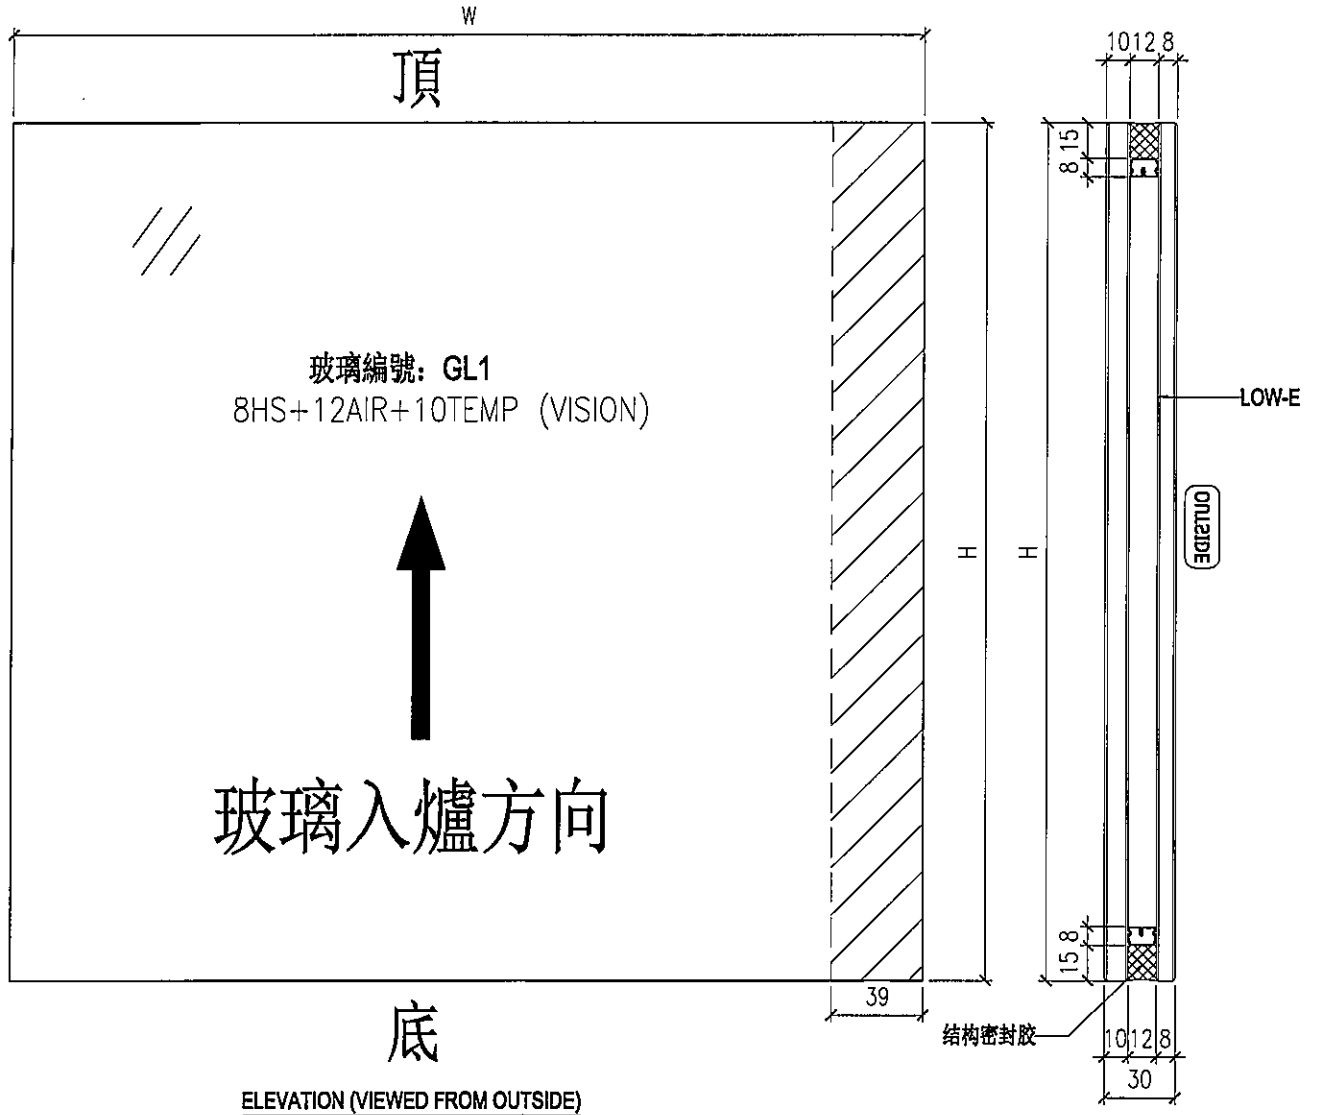 W
頂
10 12 8
15
8
玻璃編號：GL1
8HS+12AIR+10TEMP (VISION)
LOW-E
OUTSIDE
H
H
玻璃入爐方向
8
15
39
底
结构密封胶
10 12 8
30
ELEVATION (VIEWED FROM OUTSIDE)